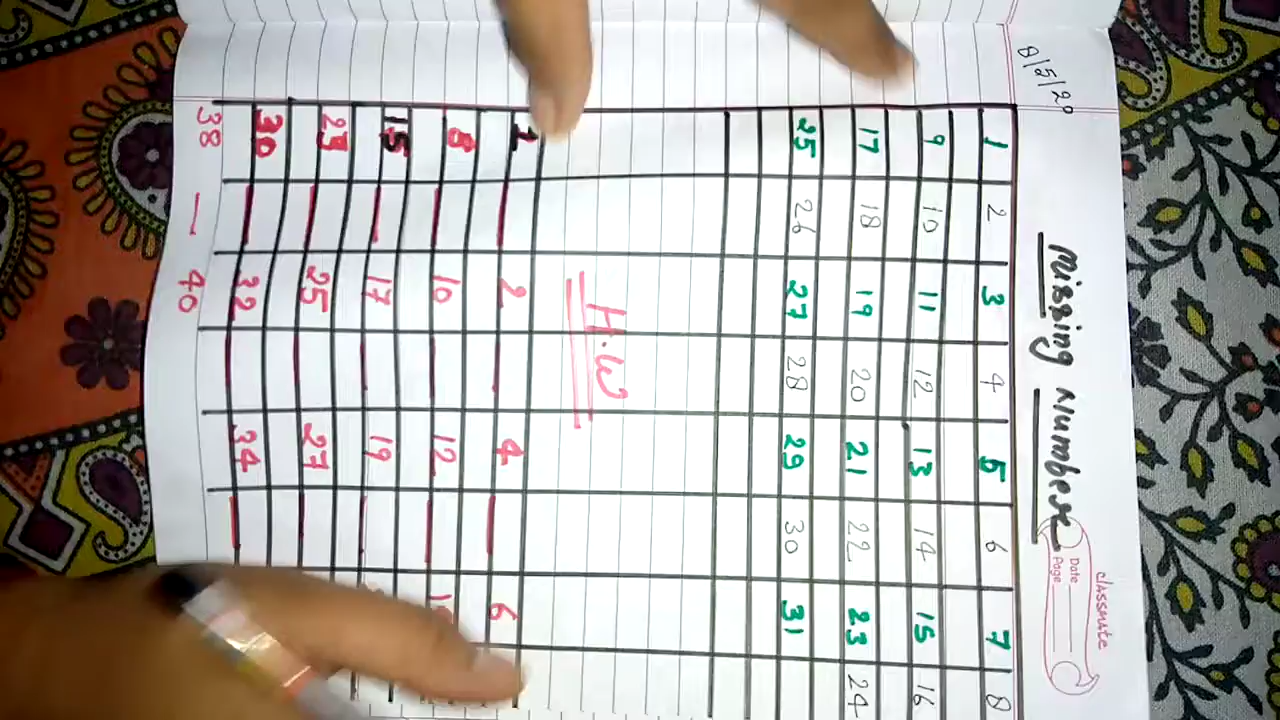 8/5/20
classmate
Date
Page
Missing Number
1 2 3 4 5 6 7 8
9 10 11 12 13 14 15 16
17 18 19 20 21 22 23 24
25 26 27 28 29 30 31
H.W
1 — 2 — 4 — 6
8 — 10 — 12 —
15 — 17 — 19 —
23 — 25 — 27
30 — 32 — 34 —
38 — 40